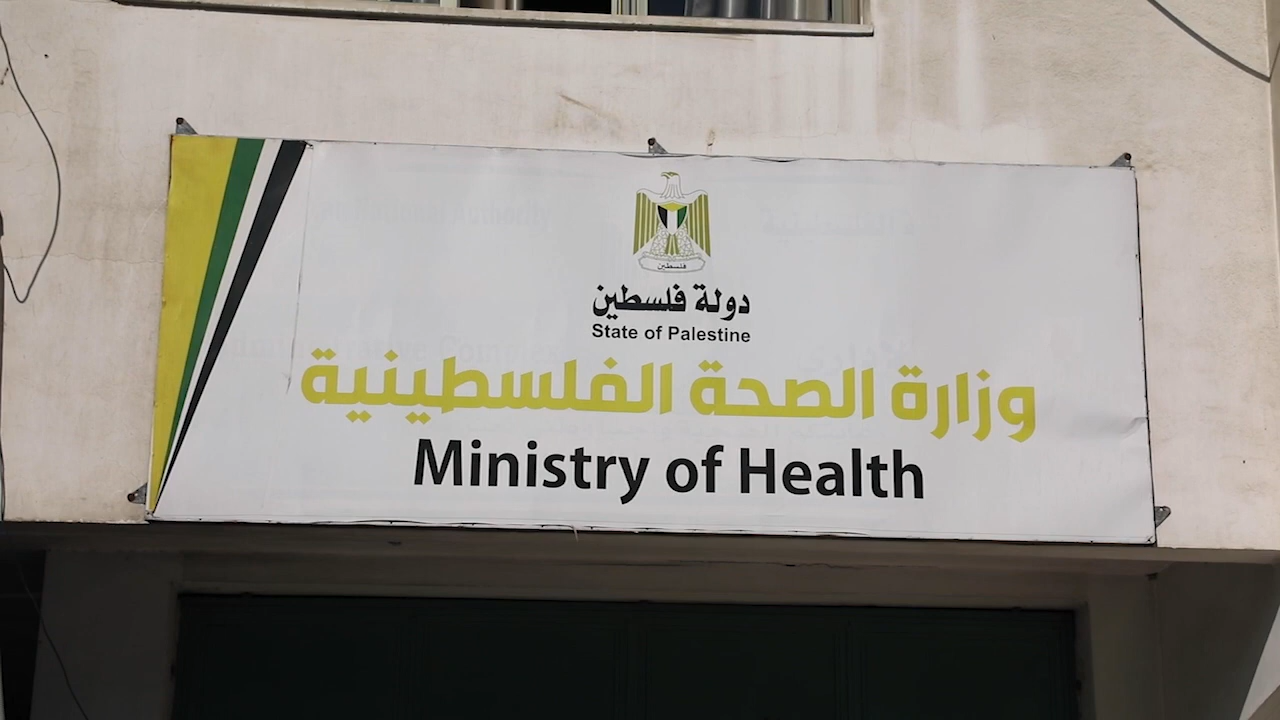 فلسطين
دولة فلسطين
State of Palestine
وزارة الصحة الفلسطينية
Ministry of Health